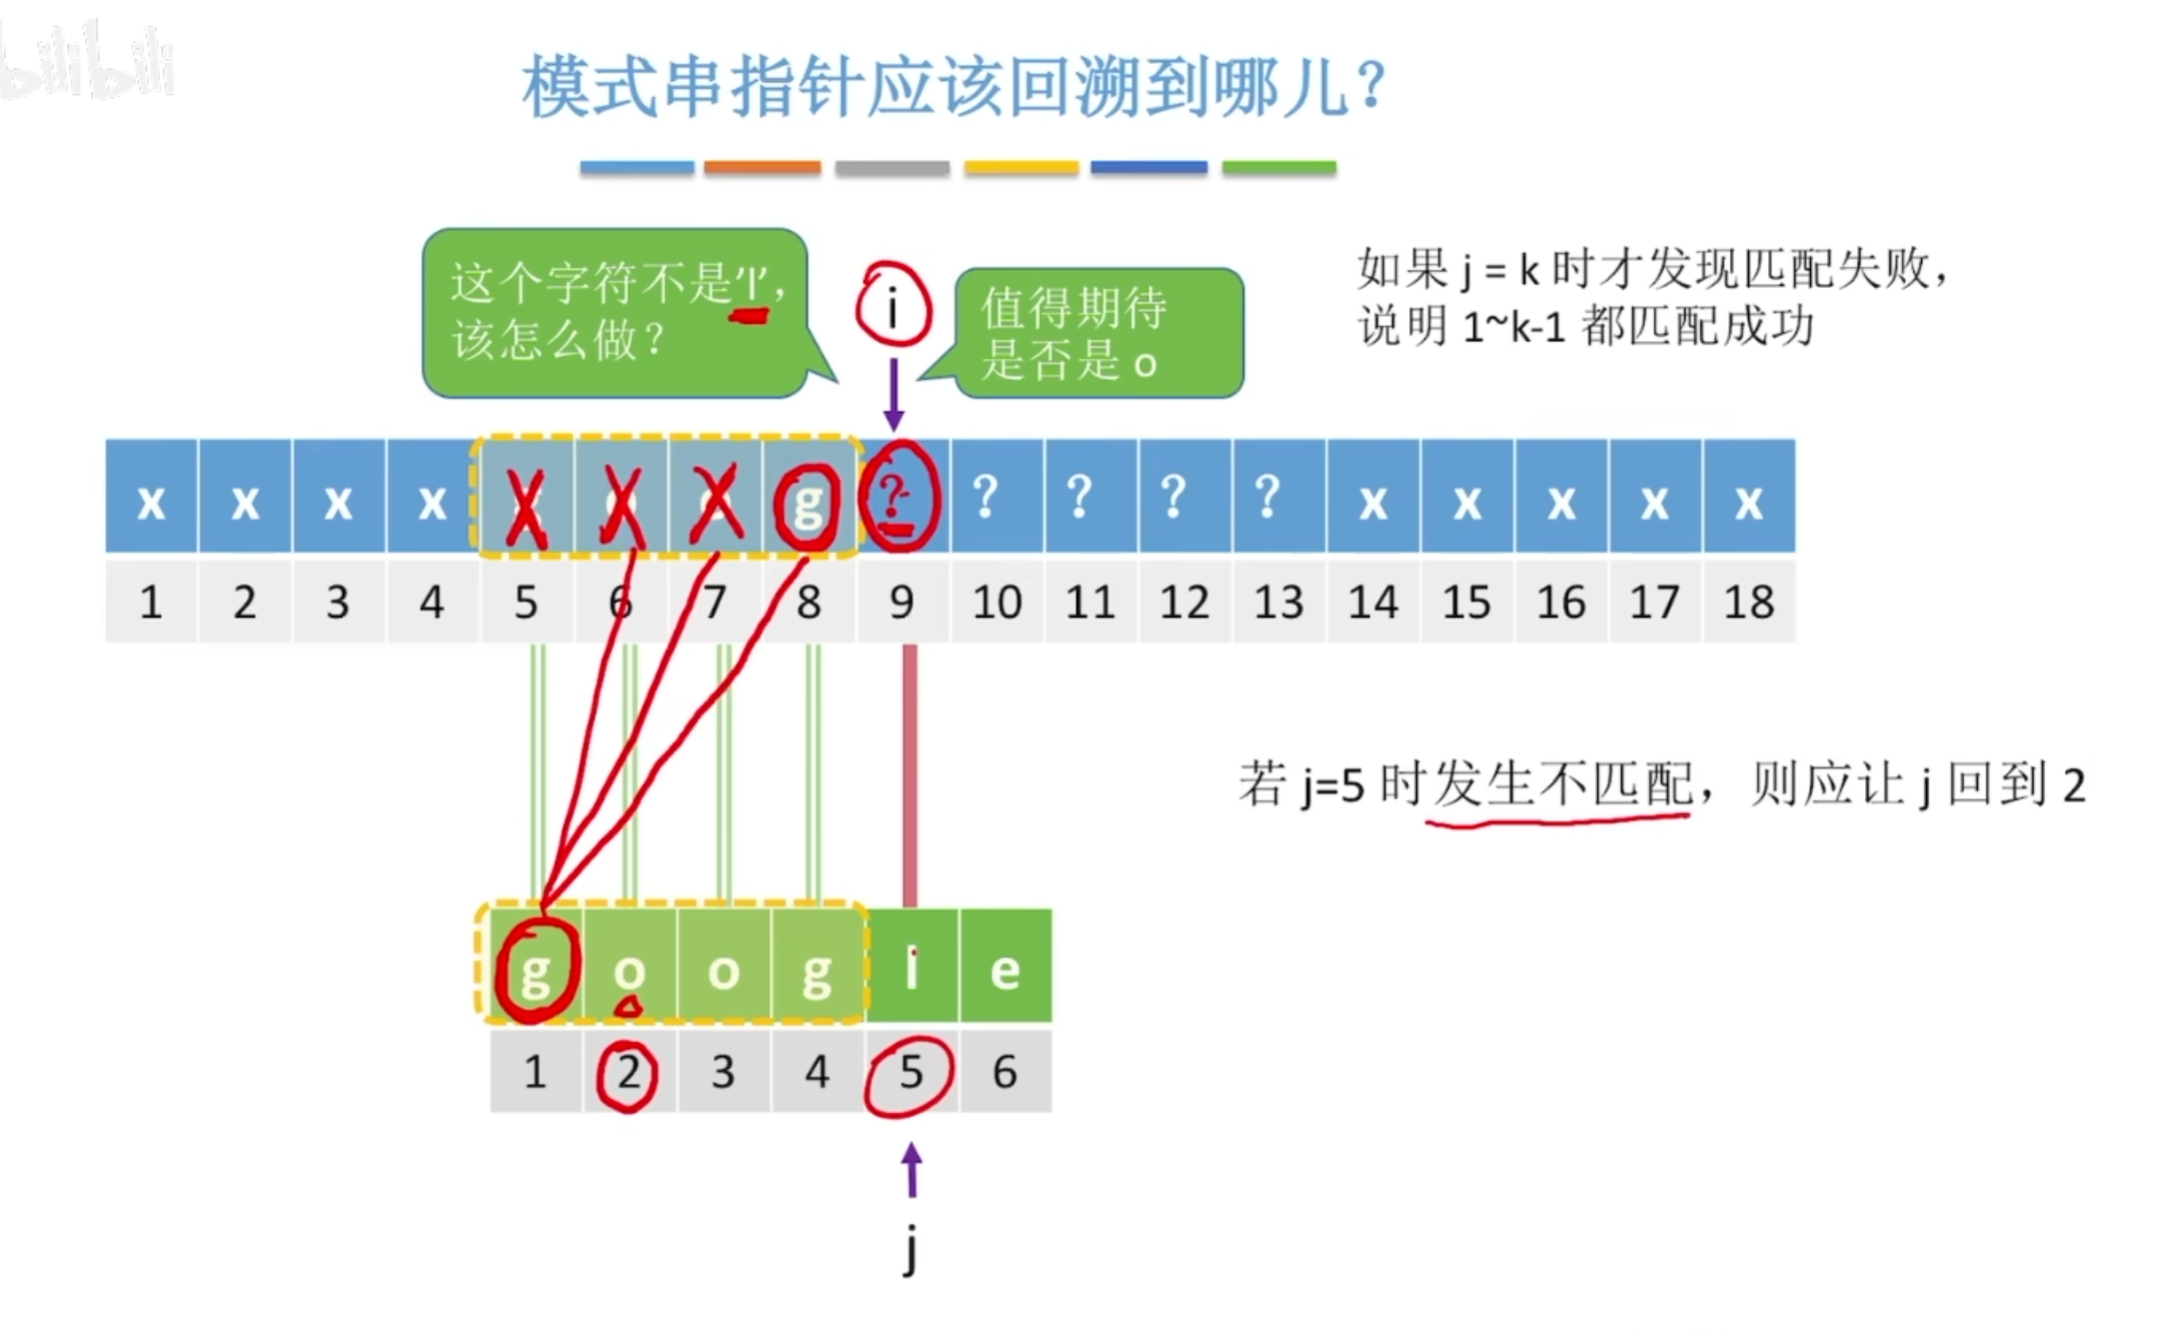 bilibili
模式串指针应该回溯到哪儿？
这个字符不是'l'，
该怎么做？
i
值得期待
是否是 o
如果 j = k 时才发现匹配失败，
说明 1~k-1 都匹配成功
x x x x g ? ? ? ? ? x x x x x
1 2 3 4 5 6 7 8 9 10 11 12 13 14 15 16 17 18
若 j=5 时发生不匹配，则应让 j 回到 2
g o o g l e
1 2 3 4 5 6
j